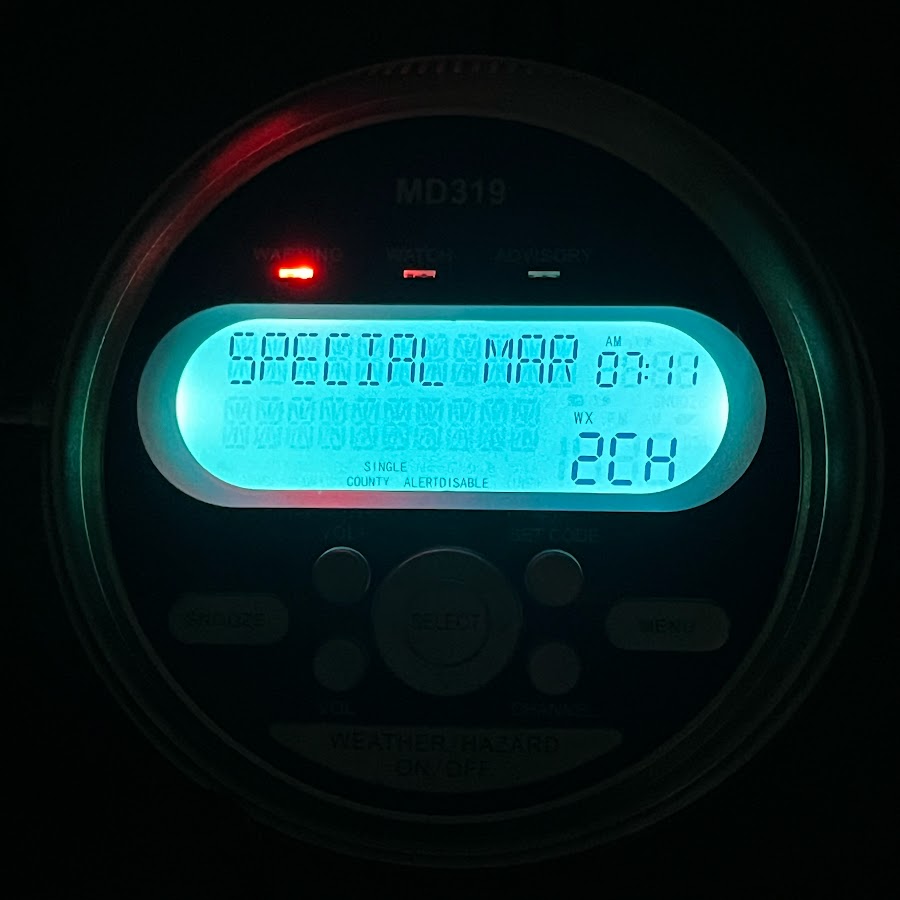 MD319
WARNING WATCH ADVISORY
SPECIAL MAR AM 07:11
WX 2CH
SINGLE
COUNTY ALERTDISABLE
VOL+ SET CODE
SNOOZE SELECT MENU
VOL- CHANNEL
WEATHER/HAZARD
ON/OFF